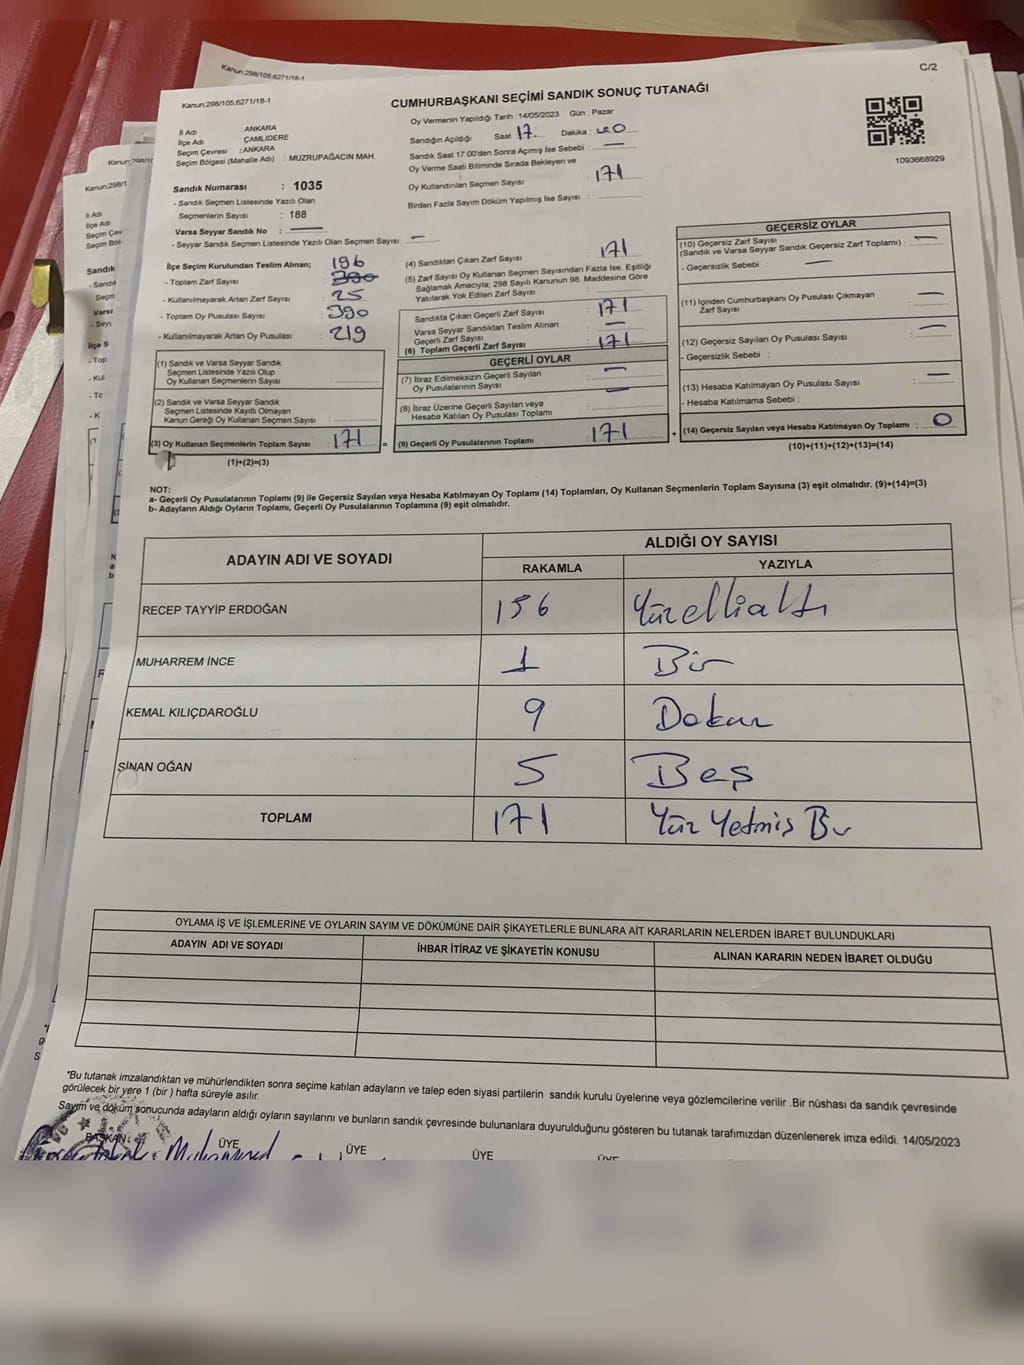 Kanun:298/105,6271/18-1
C/2
Kanun:298/105,6271/18-1
CUMHURBAŞKANI SEÇİMİ SANDIK SONUÇ TUTANAĞI
Oy Vermenin Yapıldığı Tarih :14/05/2023 Gün : Pazar
İl Adı : ANKARA
İlçe Adı : ÇAMLIDERE
Seçim Çevresi : ANKARA
Seçim Bölgesi (Mahalle Adı) : MUZRUPAĞACIN MAH.
Sandığın Açıldığı Saat 17 Dakika :
Sandık Saat 17:00'den Sonra Açmış İse Sebebi : —
Oy Verme Saati Bitiminde Sırada Bekleyen ve
Oy Kullandırılan Seçmen Sayısı : 171
Birden Fazla Sayım Döküm Yapılmış İse Sayısı :
1093668929
Sandık Numarası : 1035
- Sandık Seçmen Listesinde Yazılı Olan
Seçmenlerin Sayısı : 188
Varsa Seyyar Sandık No : —
- Seyyar Sandık Seçmen Listesinde Yazılı Olan Seçmen Sayısı: —
İlçe Seçim Kurulundan Teslim Alınan; 196
- Toplam Zarf Sayısı : 390
- Kullanılmayarak Artan Zarf Sayısı : 25
- Toplam Oy Pusulası Sayısı : 390
- Kullanılmayarak Artan Oy Pusulası : 219
(1) Sandık ve Varsa Seyyar Sandık
Seçmen Listesinde Yazılı Olup
Oy Kullanan Seçmenlerin Sayısı :
(2) Sandık ve Varsa Seyyar Sandık
Seçmen Listesinde Kayıtlı Olmayan
Kanun Gereği Oy Kullanan Seçmen Sayısı :
(3) Oy Kullanan Seçmenlerin Toplam Sayısı : 171 =
(1)+(2)=(3)
(4) Sandıktan Çıkan Zarf Sayısı : 171
(5) Zarf Sayısı Oy Kullanan Seçmen Sayısından Fazla İse, Eşitliği
Sağlamak Amacıyla; 298 Sayılı Kanunun 98. Maddesine Göre
Yakılarak Yok Edilen Zarf Sayısı :
Sandıkta Çıkan Geçerli Zarf Sayısı : 171
Varsa Seyyar Sandıktan Teslim Alınan
Geçerli Zarf Sayısı : —
(6) Toplam Geçerli Zarf Sayısı : 171
GEÇERLİ OYLAR
(7) İtiraz Edilmeksizin Geçerli Sayılan
Oy Pusulalarının Sayısı : —
(8) İtiraz Üzerine Geçerli Sayılan veya
Hesaba Katılan Oy Pusulası Toplamı : —
(9) Geçerli Oy Pusulalarının Toplamı : 171 +
GEÇERSİZ OYLAR
(10) Geçersiz Zarf Sayısı
(Sandık ve Varsa Seyyar Sandık Geçersiz Zarf Toplamı) : —
- Geçersizlik Sebebi : —
(11) İçinden Cumhurbaşkanı Oy Pusulası Çıkmayan
Zarf Sayısı : —
(12) Geçersiz Sayılan Oy Pusulası Sayısı : —
- Geçersizlik Sebebi :
(13) Hesaba Katılmayan Oy Pusulası Sayısı : —
- Hesaba Katılmama Sebebi :
(14) Geçersiz Sayılan veya Hesaba Katılmayan Oy Toplamı : 0
(10)+(11)+(12)+(13)=(14)
NOT:
a- Geçerli Oy Pusulalarının Toplamı (9) ile Geçersiz Sayılan veya Hesaba Katılmayan Oy Toplamı (14) Toplamları, Oy Kullanan Seçmenlerin Toplam Sayısına (3) eşit olmalıdır. (9)+(14)=(3)
b- Adayların Aldığı Oyların Toplamı, Geçerli Oy Pusulalarının Toplamına (9) eşit olmalıdır.
ADAYIN ADI VE SOYADI
ALDIĞI OY SAYISI
RAKAMLA YAZIYLA
RECEP TAYYİP ERDOĞAN 156 Yüzellialtı
MUHARREM İNCE 1 Bir
KEMAL KILIÇDAROĞLU 9 Dokuz
SİNAN OĞAN 5 Beş
TOPLAM 171 Yüz Yetmiş Bir
OYLAMA İŞ VE İŞLEMLERİNE VE OYLARIN SAYIM VE DÖKÜMÜNE DAİR ŞİKAYETLERLE BUNLARA AİT KARARLARIN NELERDEN İBARET BULUNDUKLARI
ADAYIN ADI VE SOYADI İHBAR İTİRAZ VE ŞİKAYETİN KONUSU ALINAN KARARIN NEDEN İBARET OLDUĞU
*Bu tutanak imzalandıktan ve mühürlendikten sonra seçime katılan adayların ve talep eden siyasi partilerin sandık kurulu üyelerine veya gözlemcilerine verilir .Bir nüshası da sandık çevresinde
görülecek bir yere 1 (bir ) hafta süreyle asılır.
Sayım ve döküm sonucunda adayların aldığı oyların sayılarını ve bunların sandık çevresinde bulunanlara duyurulduğunu gösteren bu tutanak tarafımızdan düzenlenerek imza edildi. 14/05/2023
BAŞKAN ÜYE ÜYE ÜYE ÜYE
Muhammed